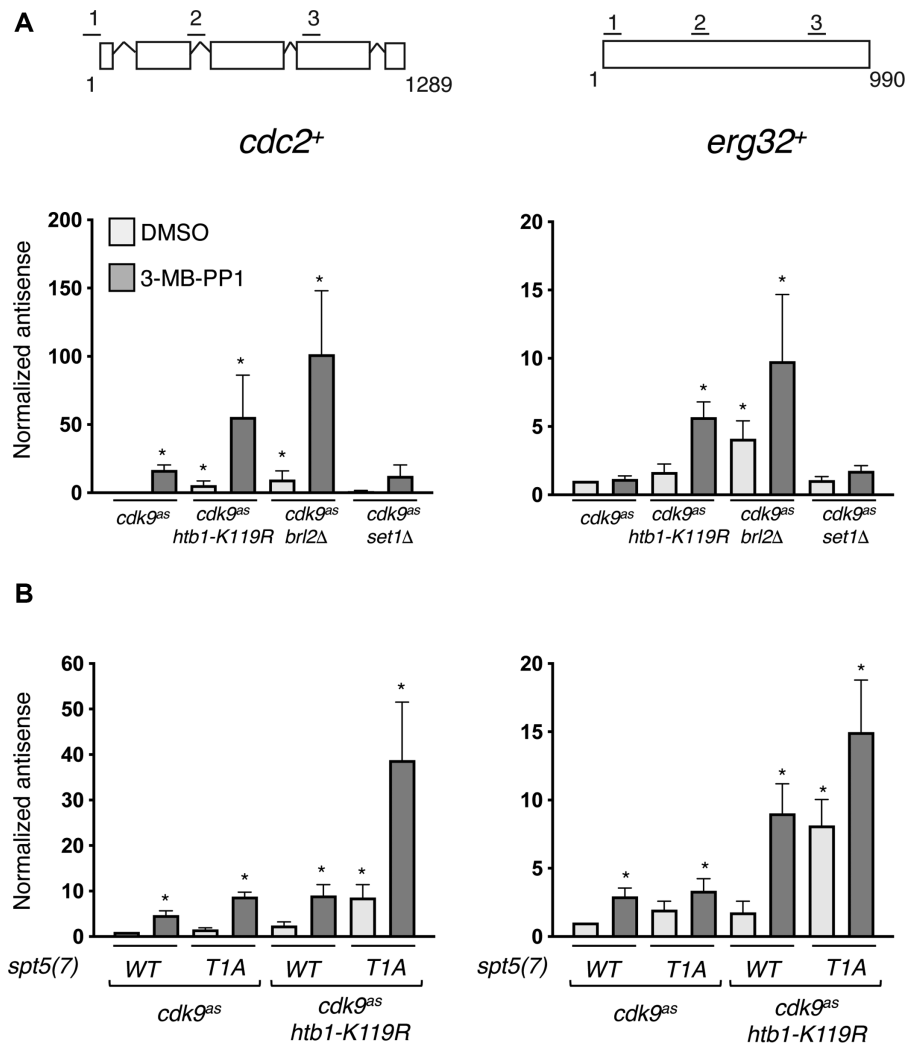 A
1 2 3
1 1289
cdc2+
1 2 3
1 990
erg32+
Normalized antisense
200
150
100
50
0
DMSO
3-MB-PP1
* * * * *
cdk9as
cdk9as htb1-K119R
cdk9as brl2Δ
cdk9as set1Δ
20
15
10
5
0
Normalized antisense
* * *
cdk9as
cdk9as htb1-K119R
cdk9as brl2Δ
cdk9as set1Δ
B
Normalized antisense
60
50
40
30
20
10
0
* * * * *
spt5(7) WT T1A WT T1A
cdk9as
cdk9as
htb1-K119R
20
15
10
5
0
* * * * *
spt5(7) WT T1A WT T1A
cdk9as
cdk9as
htb1-K119R